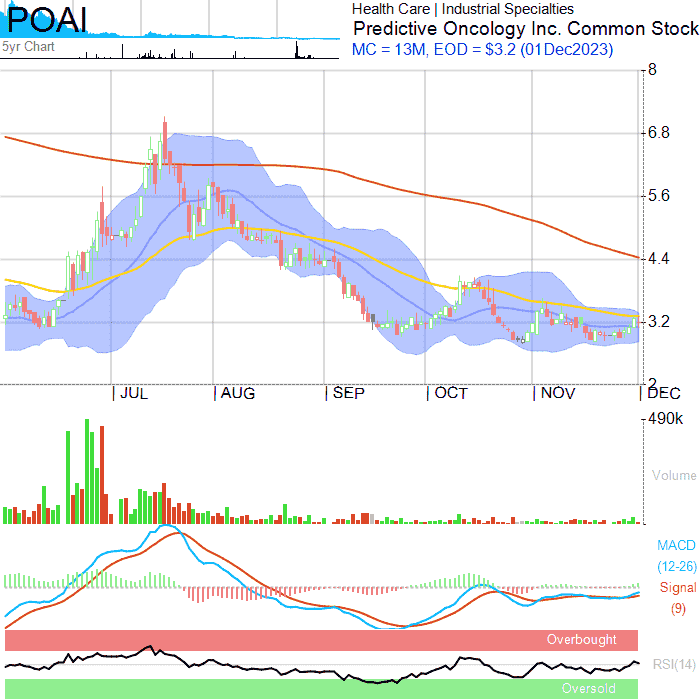 POAI
5yr Chart
Health Care | Industrial Specialties
Predictive Oncology Inc. Common Stock
MC = 13M, EOD = $3.2 (01Dec2023)
8
6.8
5.6
4.4
3.2
2
JUL AUG SEP OCT NOV DEC
490k
Volume
MACD
(12-26)
Signal
(9)
Overbought
RSI(14)
Oversold